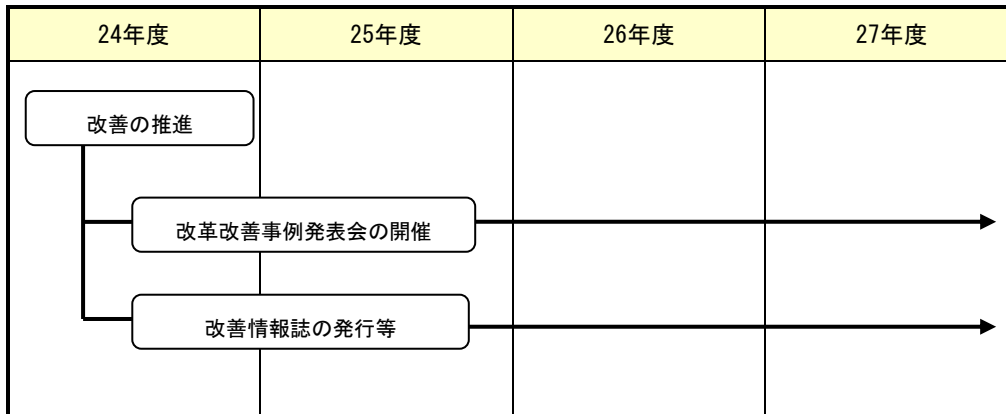 24年度
25年度
26年度
27年度
改善の推進
改革改善事例発表会の開催
改善情報誌の発行等